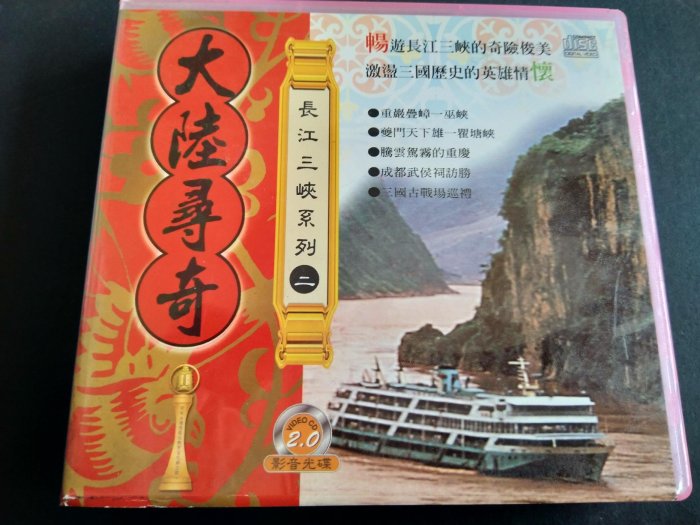 大陸尋奇
長江三峽系列 二
暢遊長江三峽的奇險俊美
激盪三國歷史的英雄情懷
●重巖疊嶂一巫峽
●夔門天下雄一瞿塘峽
●騰雲駕霧的重慶
●成都武侯祠訪勝
●三國古戰場巡禮
disc
DIGITAL VIDEO
VIDEO CD
2.0
影音光碟